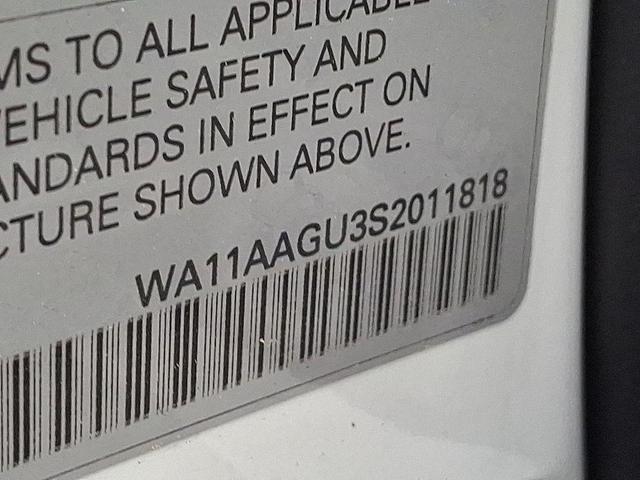 MS TO ALL APPLICABLE
VEHICLE SAFETY AND
ANDARDS IN EFFECT ON
CTURE SHOWN ABOVE.
WA11AAGU3S2011818